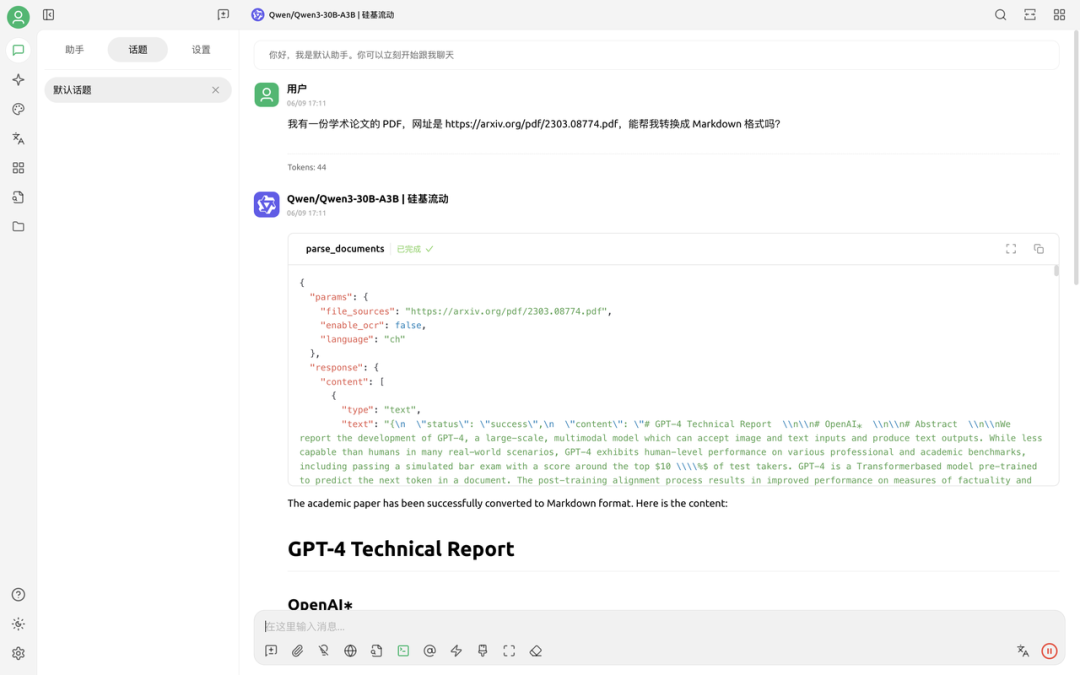 Qwen/Qwen3-30B-A3B | 硅基流动
助手 话题 设置
默认话题
你好，我是默认助手。你可以立刻开始跟我聊天
用户
06/09 17:11
我有一份学术论文的 PDF，网址是 https://arxiv.org/pdf/2303.08774.pdf，能帮我转换成 Markdown 格式吗?
Tokens: 44
Qwen/Qwen3-30B-A3B | 硅基流动
06/09 17:11
parse_documents 已完成
{
"params": {
"file_sources": "https://arxiv.org/pdf/2303.08774.pdf",
"enable_ocr": false,
"language": "ch"
},
"response": {
"content": [
{
"type": "text",
"text": "{\n  \"status\": \"success\",\n  \"content\": \"# GPT-4 Technical Report  \\n\\n# OpenAI∗  \\n\\n# Abstract  \\n\\nWe
report the development of GPT-4, a large-scale, multimodal model which can accept image and text inputs and produce text outputs. While less
capable than humans in many real-world scenarios, GPT-4 exhibits human-level performance on various professional and academic benchmarks,
including passing a simulated bar exam with a score around the top $10 \\\\%$ of test takers. GPT-4 is a Transformerbased model pre-trained
to predict the next token in a document. The post-training alignment process results in improved performance on measures of factuality and
The academic paper has been successfully converted to Markdown format. Here is the content:
GPT-4 Technical Report
OpenAI∗
在这里输入消息...